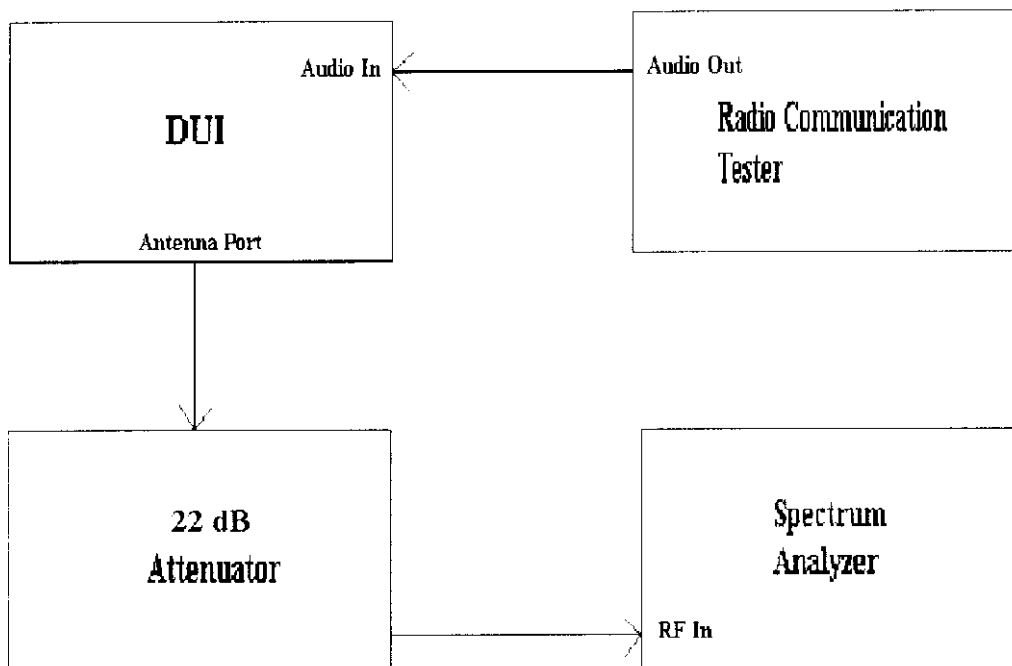 Audio In
DUI
Antenna Port
Audio Out
Radio Communication
Tester
22 dB
Attenuator
Spectrum
Analyzer
RF In